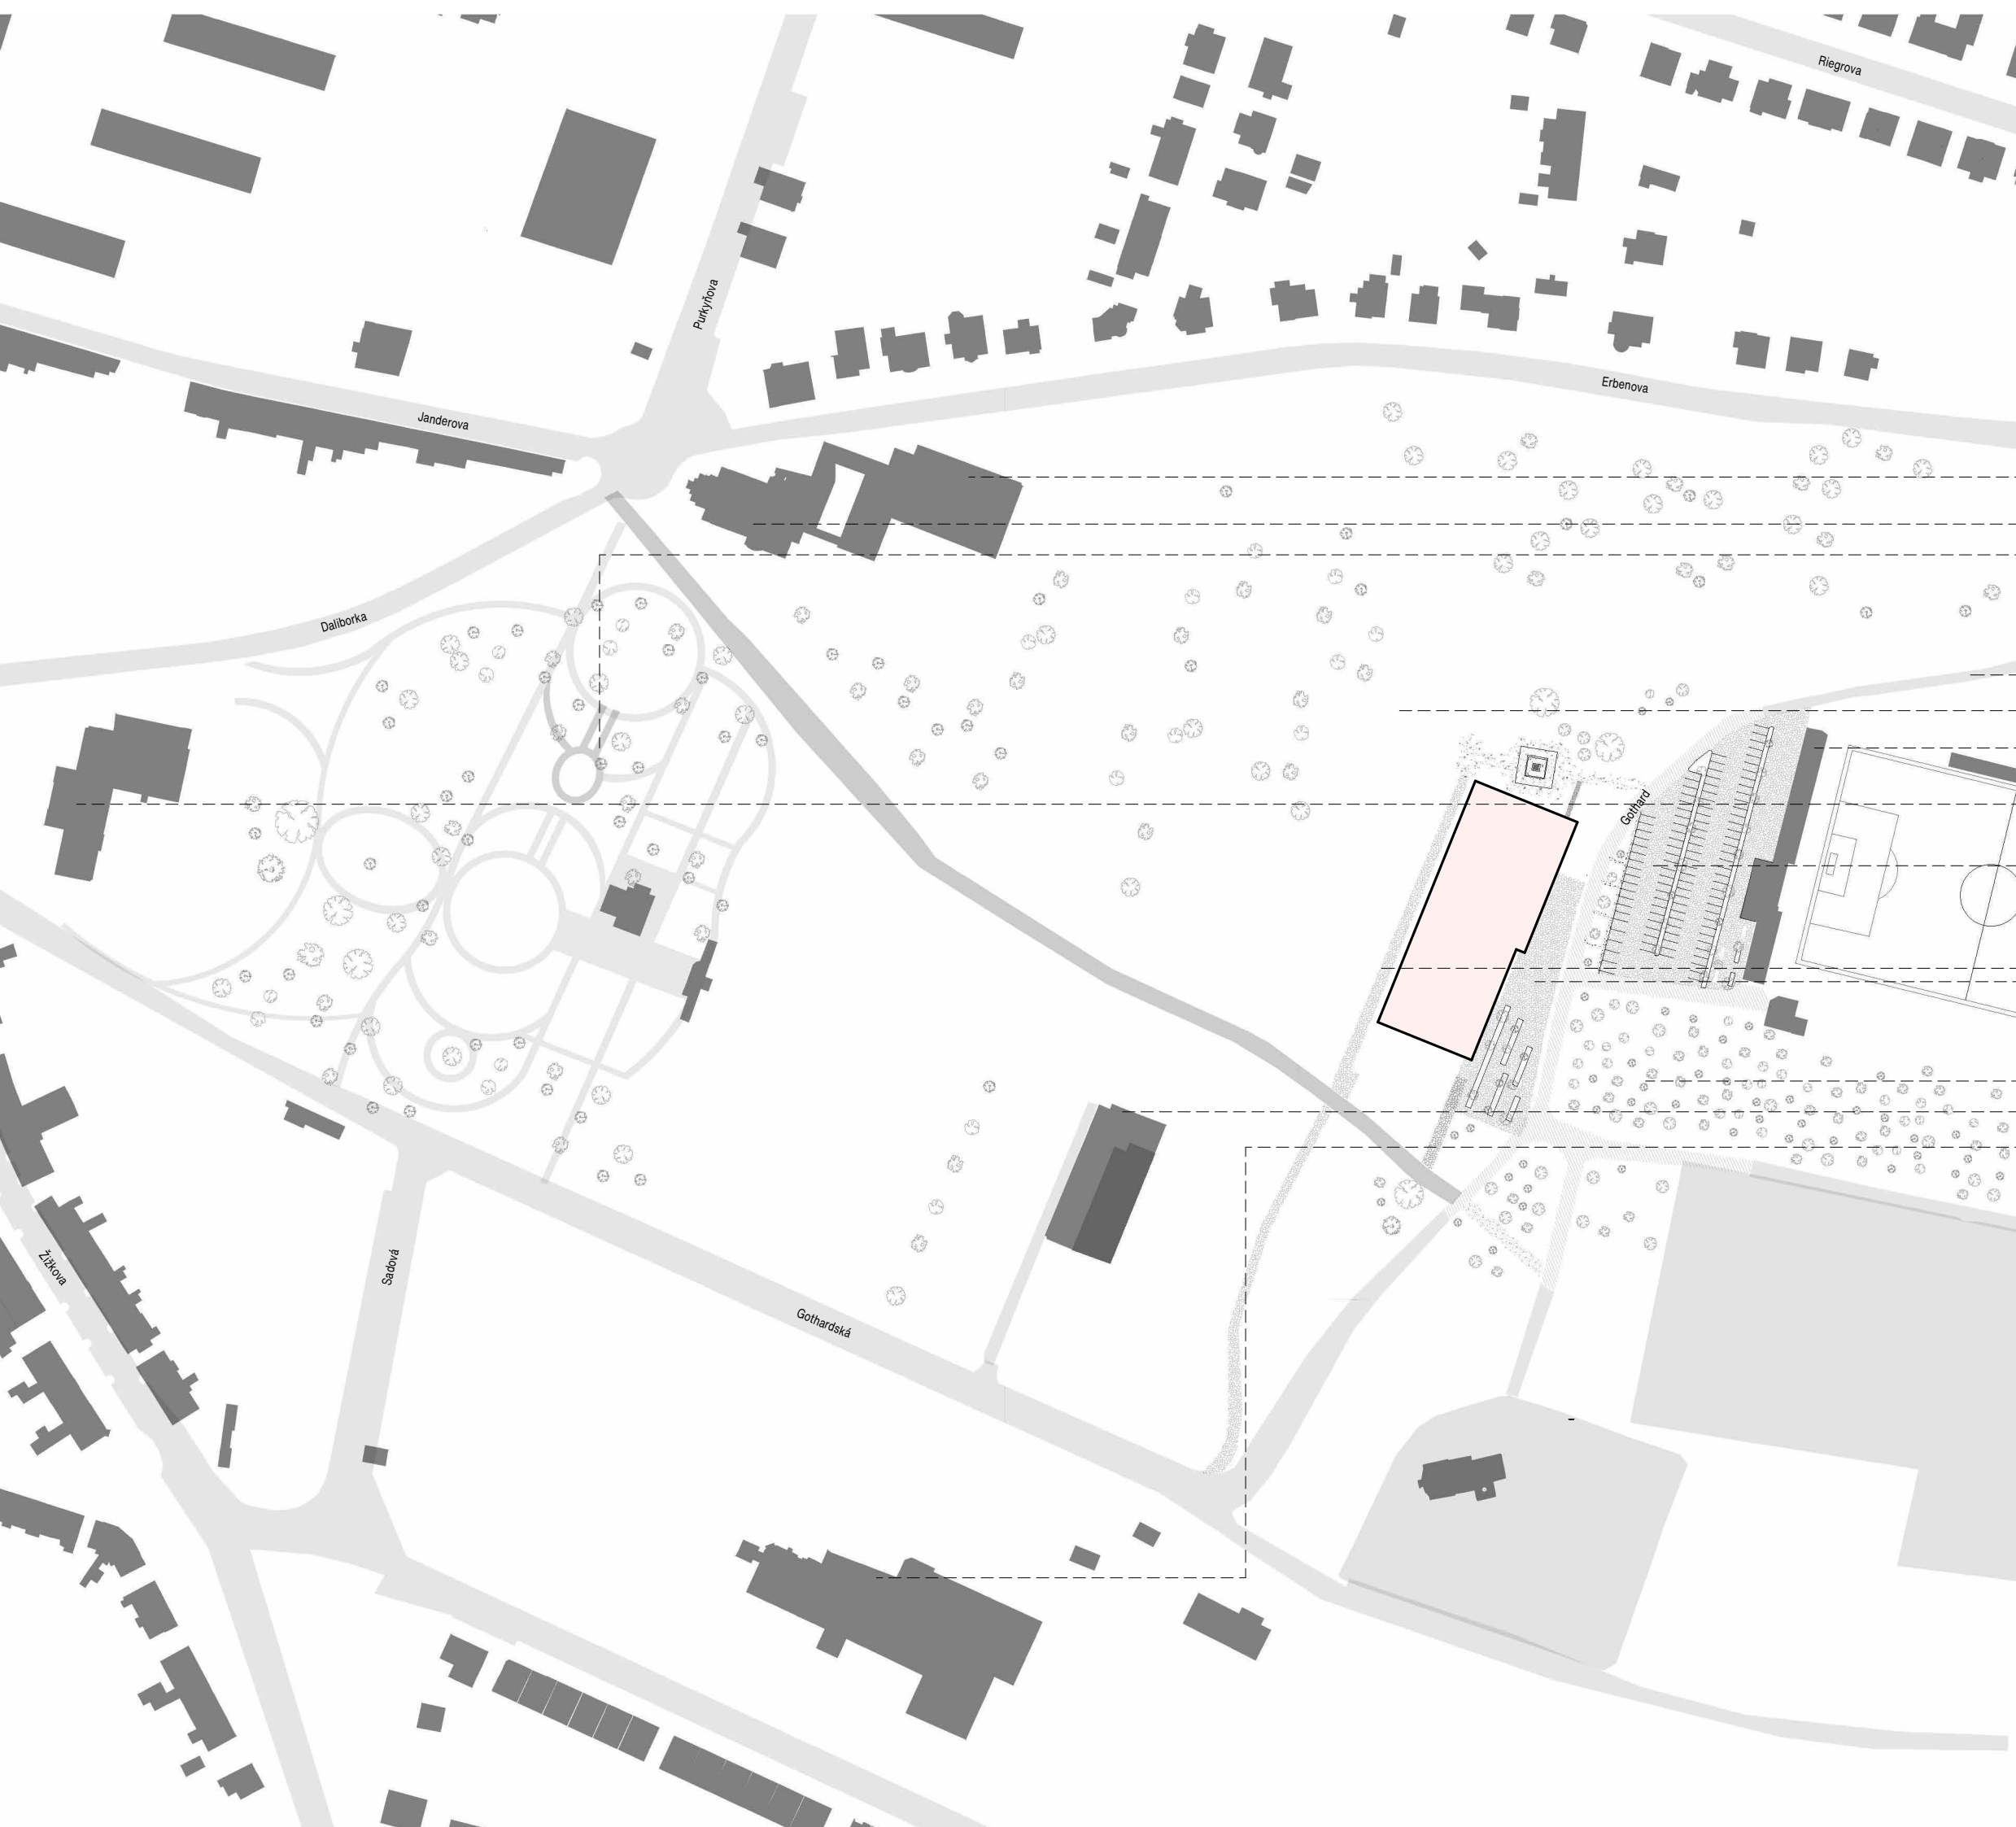 Riegrova
Purkyňova
Erbenova
Janderova
Daliborka
Gothard
Žižkova
Sadová
Gothardská